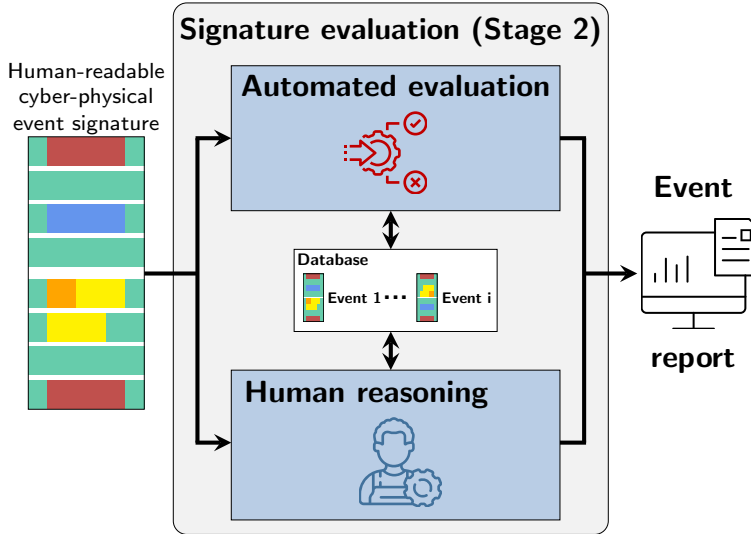 Signature evaluation (Stage 2)
Human-readable
cyber-physical
event signature
Automated evaluation
Database
Event 1 ··· Event i
Human reasoning
Event
report